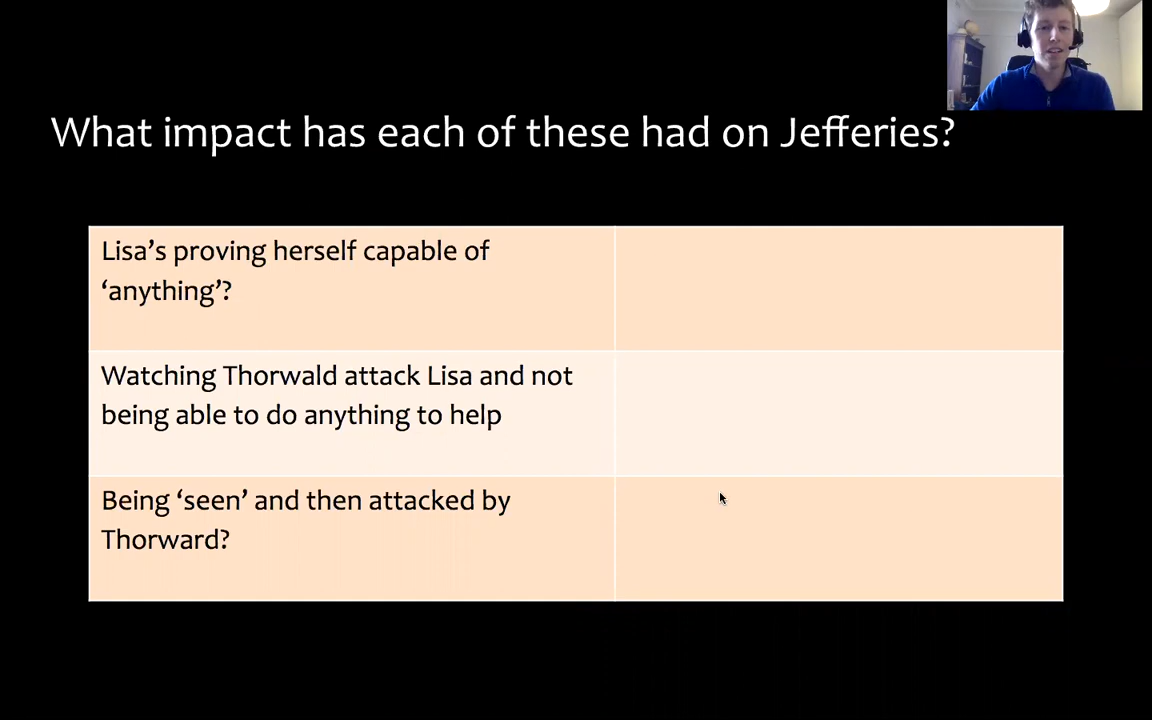 What impact has each of these had on Jefferies?
Lisa’s proving herself capable of
‘anything’?
Watching Thorwald attack Lisa and not
being able to do anything to help
Being ‘seen’ and then attacked by
Thorward?